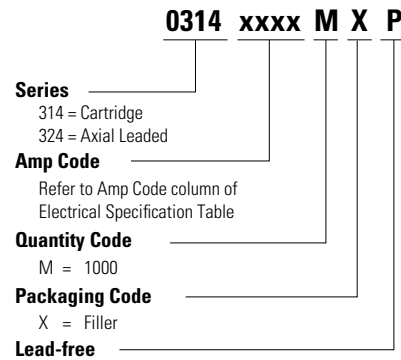 0314 xxxx M X P
Series
314 = Cartridge
324 = Axial Leaded
Amp Code
Refer to Amp Code column of
Electrical Specification Table
Quantity Code
M = 1000
Packaging Code
X = Filler
Lead-free